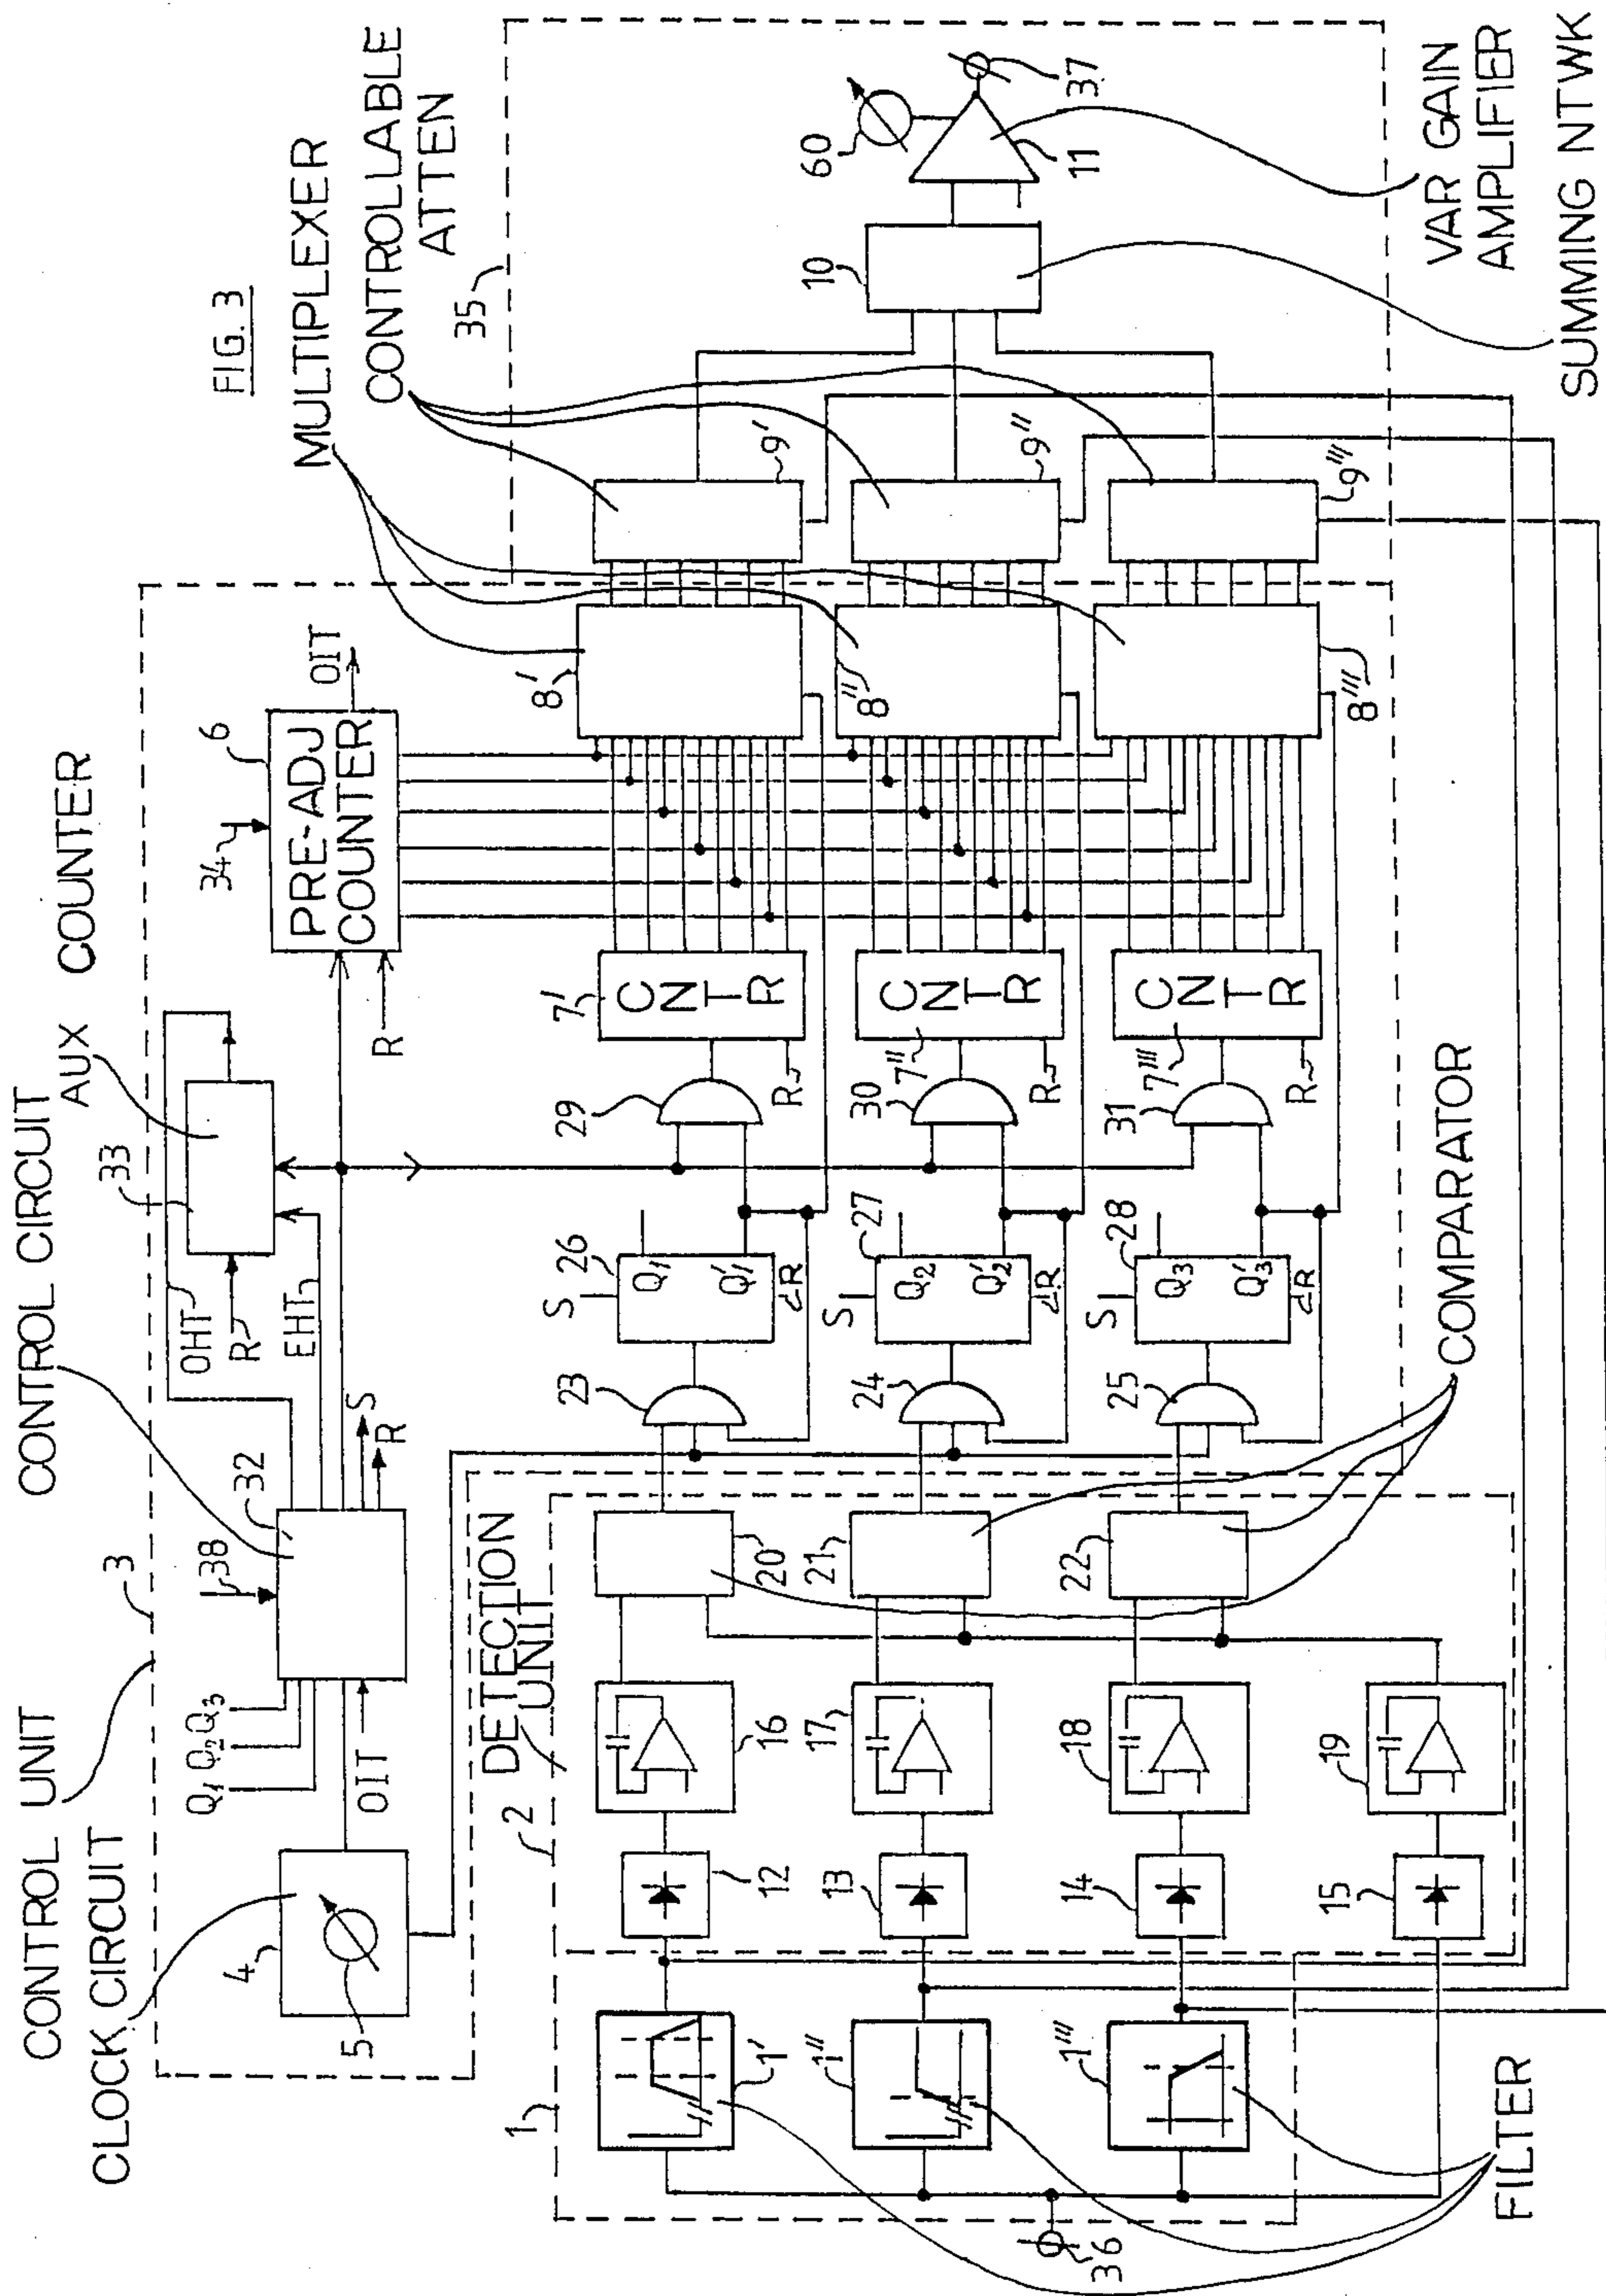 FIG. 3
CONTROL UNIT
3
CONTROL CIRCUIT
AUX COUNTER
MULTIPLEXER
CONTROLLABLE
ATTEN
35
CLOCK CIRCUIT
4
5
Q1 Q2 Q3
OIT
38
32
S
R
OHT
R
EHT
33
34
6
PRE-ADJ
COUNTER
R
OIT
DETECTION
UNIT
2
1
1'
12
16
20
23
S
26
Q1
Q'1
R
29
7'
CNTR
R
8'
9'
1"
13
17
21
24
S
27
Q2
Q'2
R
30
7"
CNTR
R
8"
9"
10
60
11
37
1'''
14
18
22
25
S
28
Q3
Q'3
R
31
7'''
CNTR
R
8'''
9'''
15
19
36
FILTER
COMPARATOR
VAR GAIN
AMPLIFIER
SUMMING NTWK